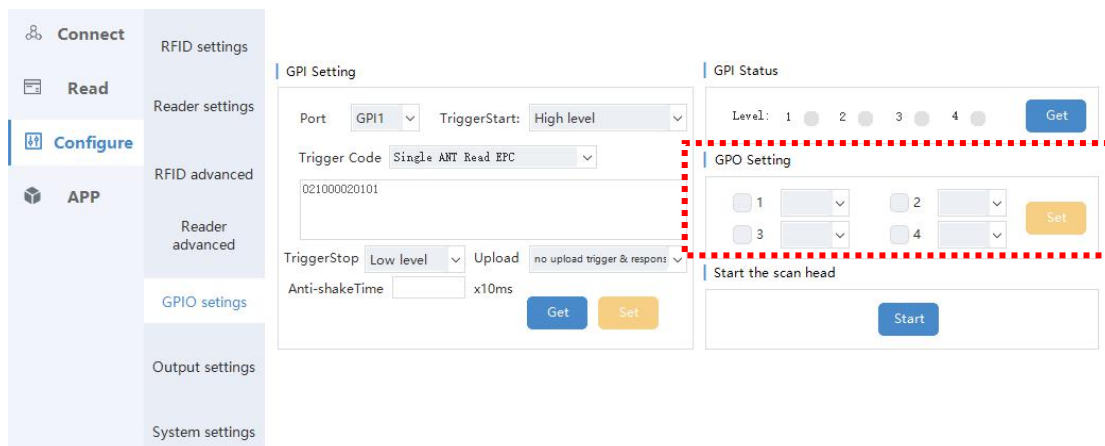 Connect
Read
Configure
APP
RFID settings
Reader settings
RFID advanced
Reader
advanced
GPIO setings
Output settings
System settings
GPI Setting
Port GPI1 TriggerStart: High level
Trigger Code Single ANT Read EPC
021000020101
TriggerStop Low level Upload no upload trigger & respons
Anti-shakeTime x10ms
Get Set
GPI Status
Level: 1 2 3 4 Get
GPO Setting
1 2
3 4
Set
Start the scan head
Start